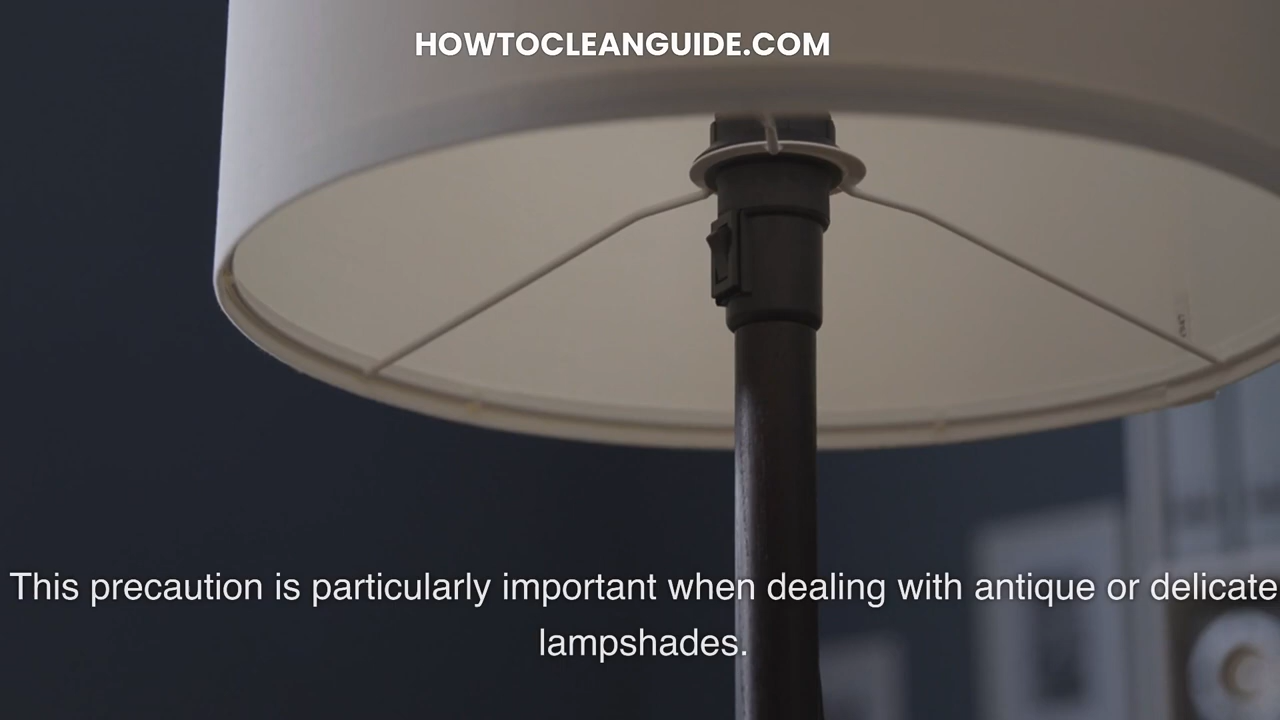 HOWTOCLEANGUIDE.COM
This precaution is particularly important when dealing with antique or delicate
lampshades.